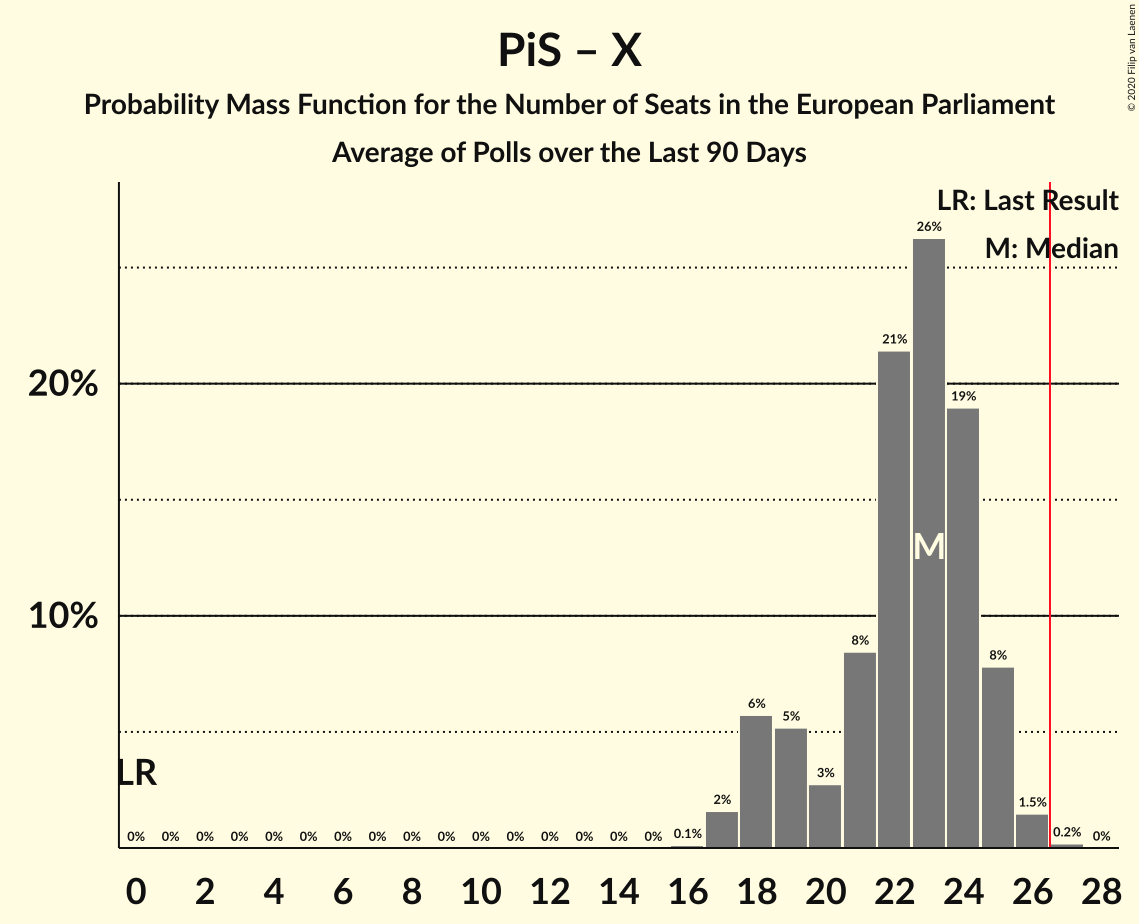 PiS – X
Probability Mass Function for the Number of Seats in the European Parliament
Average of Polls over the Last 90 Days
© 2020 Filip van Laenen
LR: Last Result
M: Median
26%
21%
20%
19%
M
10%
8%
8%
6%
5%
3%
2%
1.5%
LR
0% 0% 0% 0% 0% 0% 0% 0% 0% 0% 0% 0% 0% 0% 0% 0% 0.1% 0.2% 0%
0 2 4 6 8 10 12 14 16 18 20 22 24 26 28